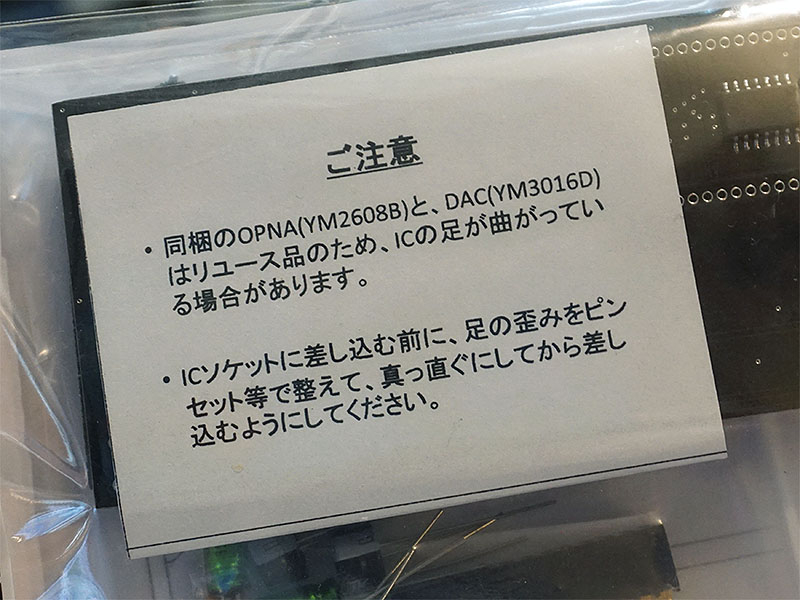 ご注意
• 同梱のOPNA(YM2608B)と、DAC(YM3016D)
はリユース品のため、ICの足が曲がってい
る場合があります。
• ICソケットに差し込む前に、足の歪みをピン
セット等で整えて、真っ直ぐにしてから差し
込むようにしてください。